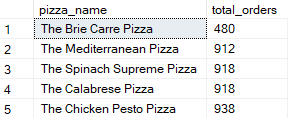 pizza_name total_orders
1 The Brie Carre Pizza 480
2 The Mediterranean Pizza 912
3 The Spinach Supreme Pizza 918
4 The Calabrese Pizza 918
5 The Chicken Pesto Pizza 938